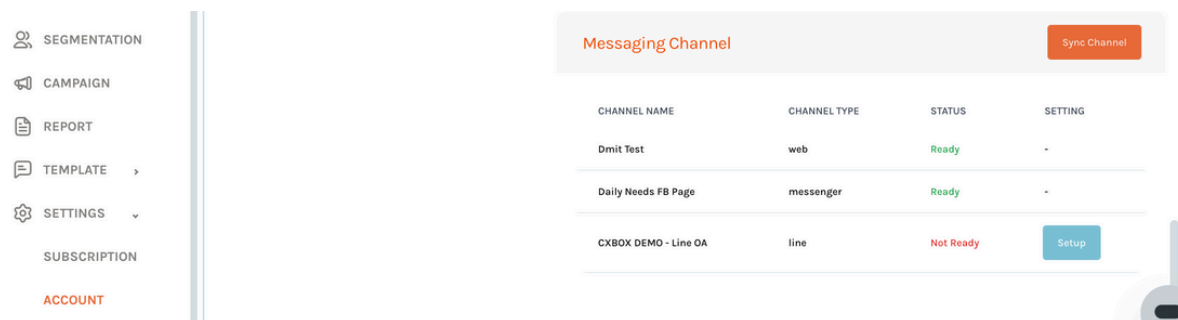 SEGMENTATION
CAMPAIGN
REPORT
TEMPLATE
SETTINGS
SUBSCRIPTION
ACCOUNT
Messaging Channel
Sync Channel
CHANNEL NAME CHANNEL TYPE STATUS SETTING
Dmit Test web Ready -
Daily Needs FB Page messenger Ready -
CXBOX DEMO - Line OA line Not Ready Setup